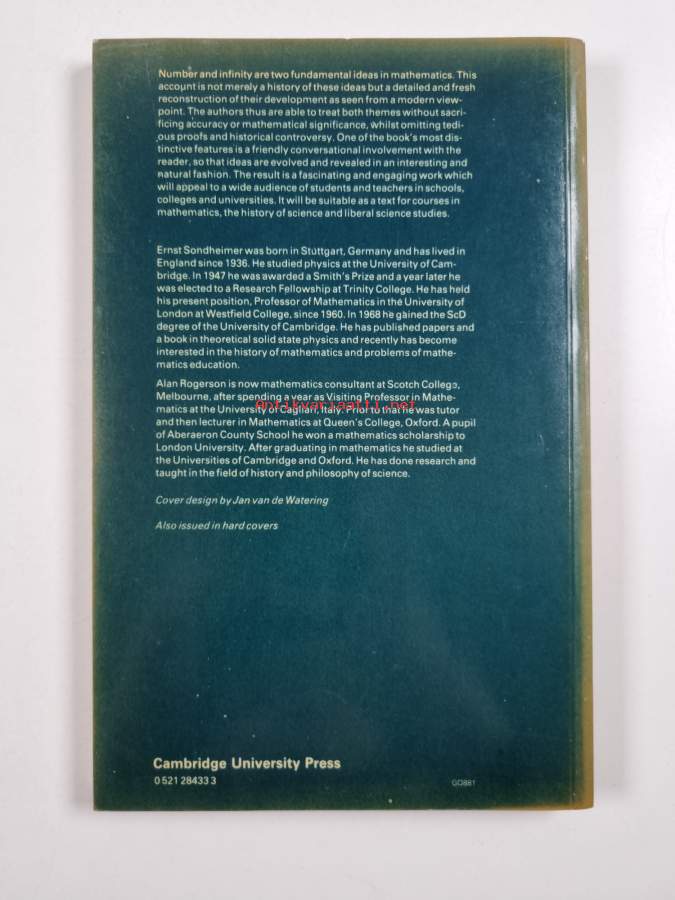 Number and infinity are two fundamental ideas in mathematics. This
account is not merely a history of these ideas but a detailed and fresh
reconstruction of their development as seen from a modern view-
point. The authors thus are able to treat both themes without sacri-
ficing accuracy or mathematical significance, whilst omitting tedi-
ous proofs and historical controversy. One of the book's most dis-
tinctive features is a friendly conversational involvement with the
reader, so that ideas are evolved and revealed in an interesting and
natural fashion. The result is a fascinating and engaging work which
will appeal to a wide audience of students and teachers in schools,
colleges and universities. It will be suitable as a text for courses in
mathematics, the history of science and liberal science studies.
Ernst Sondheimer was born in Stuttgart, Germany and has lived in
England since 1936. He studied physics at the University of Cam-
bridge. In 1947 he was awarded a Smith's Prize and a year later he
was elected to a Research Fellowship at Trinity College. He has held
his present position, Professor of Mathematics in the University of
London at Westfield College, since 1960. In 1968 he gained the ScD
degree of the University of Cambridge. He has published papers and
a book in theoretical solid state physics and recently has become
interested in the history of mathematics and problems of mathe-
matics education.
Alan Rogerson is now mathematics consultant at Scotch College,
Melbourne, after spending a year as Visiting Professor in Mathe-
Antikvariaatti.net
matics at the University of Cagliari, Italy. Prior to that he was tutor
and then lecturer in Mathematics at Queen's College, Oxford. A pupil
of Aberaeron County School he won a mathematics scholarship to
London University. After graduating in mathematics he studied at
the Universities of Cambridge and Oxford. He has done research and
taught in the field of history and philosophy of science.
Cover design by Jan van de Watering
Also issued in hard covers
Cambridge University Press
0 521 28433 3
GO881